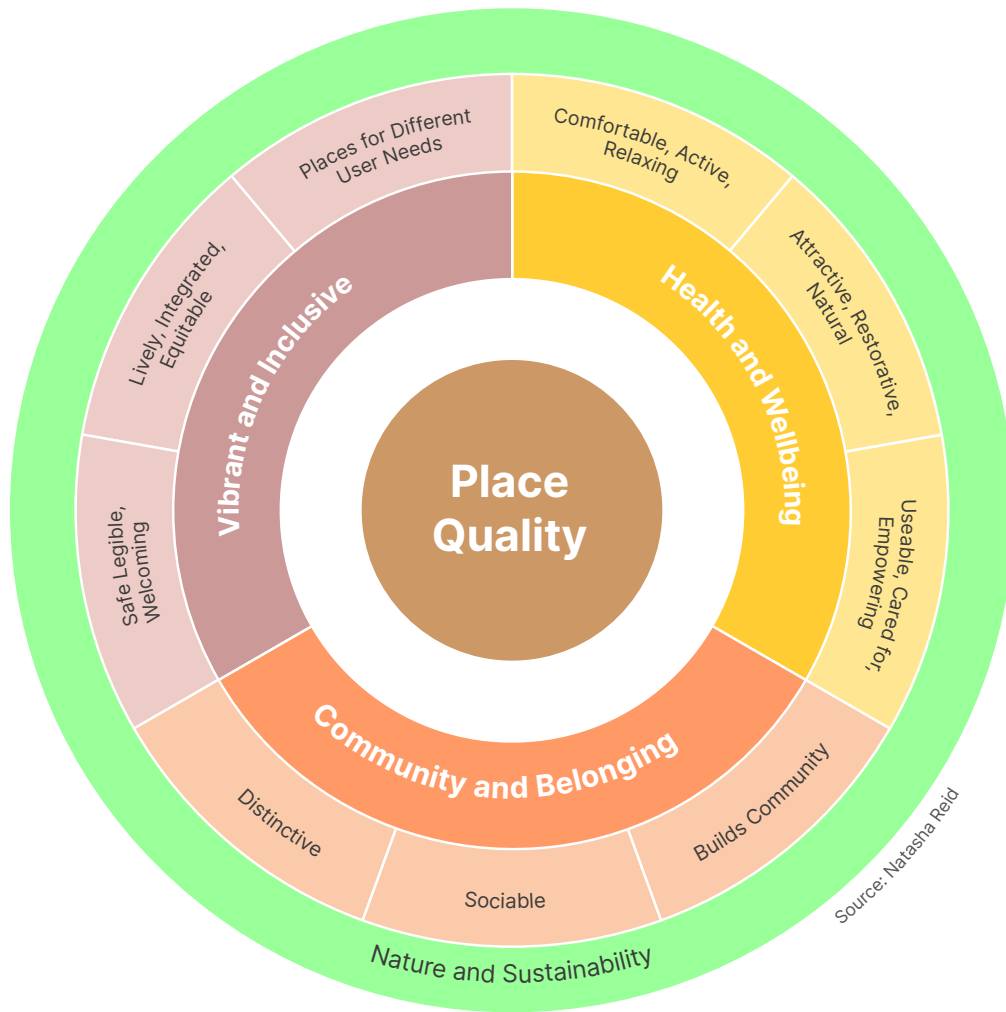 Place
Quality
Health and Wellbeing
Comfortable, Active,
Relaxing
Attractive, Restorative,
Natural
Useable, Cared for,
Empowering
Community and Belonging
Builds Community
Sociable
Distinctive
Vibrant and Inclusive
Safe Legible,
Welcoming
Lively, Integrated,
Equitable
Places for Different
User Needs
Nature and Sustainability
Source: Natasha Reid